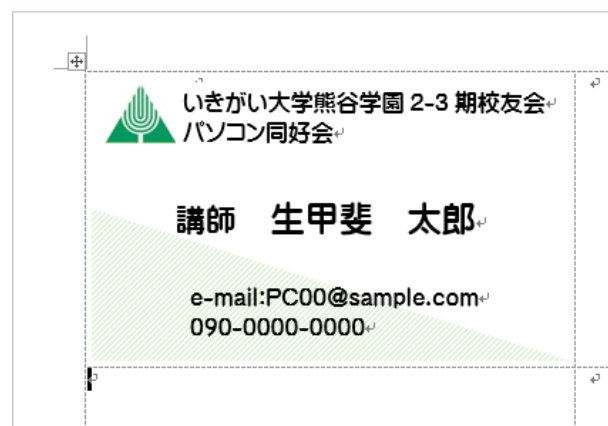 いきがい大学熊谷学園 2-3 期校友会
パソコン同好会
講師　生甲斐　太郎
e-mail:PC00@sample.com
090-0000-0000